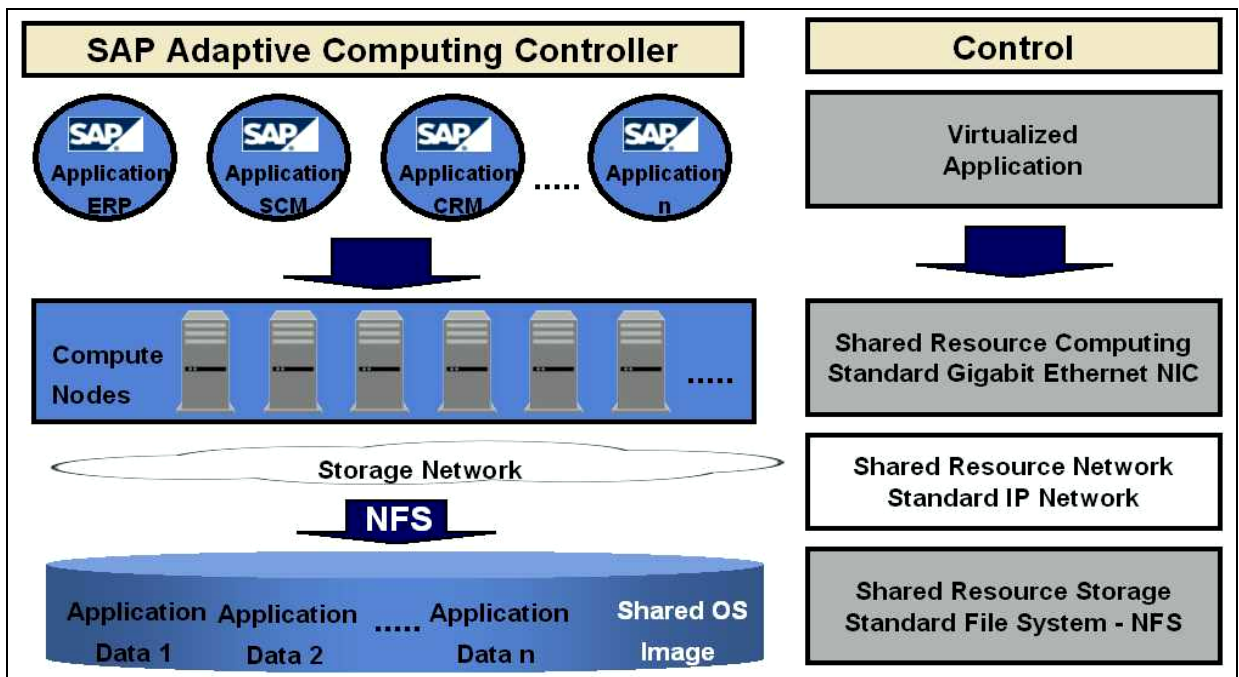 SAP Adaptive Computing Controller
Control
SAP
Application
ERP
SAP
Application
SCM
SAP
Application
CRM
.....
SAP
Application
n
Virtualized
Application
Compute
Nodes
.....
Shared Resource Computing
Standard Gigabit Ethernet NIC
Storage Network
Shared Resource Network
Standard IP Network
NFS
Application
Data 1
Application
Data 2
.....
Application
Data n
Shared OS
Image
Shared Resource Storage
Standard File System - NFS